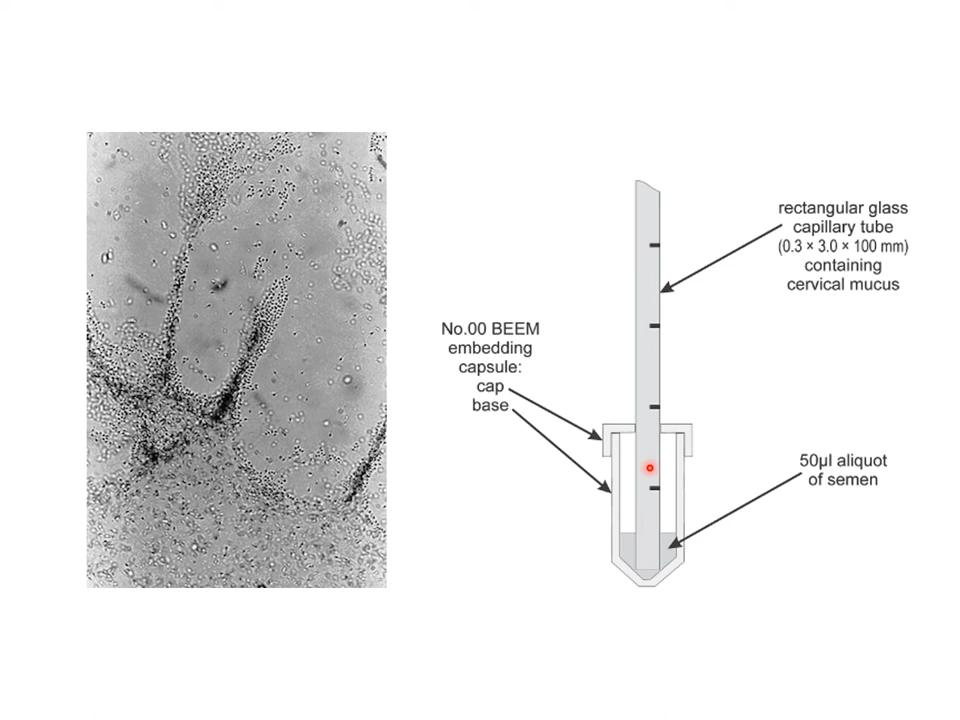 rectangular glass
capillary tube
(0.3 × 3.0 × 100 mm)
containing
cervical mucus
No.00 BEEM
embedding
capsule:
cap
base
50µl aliquot
of semen